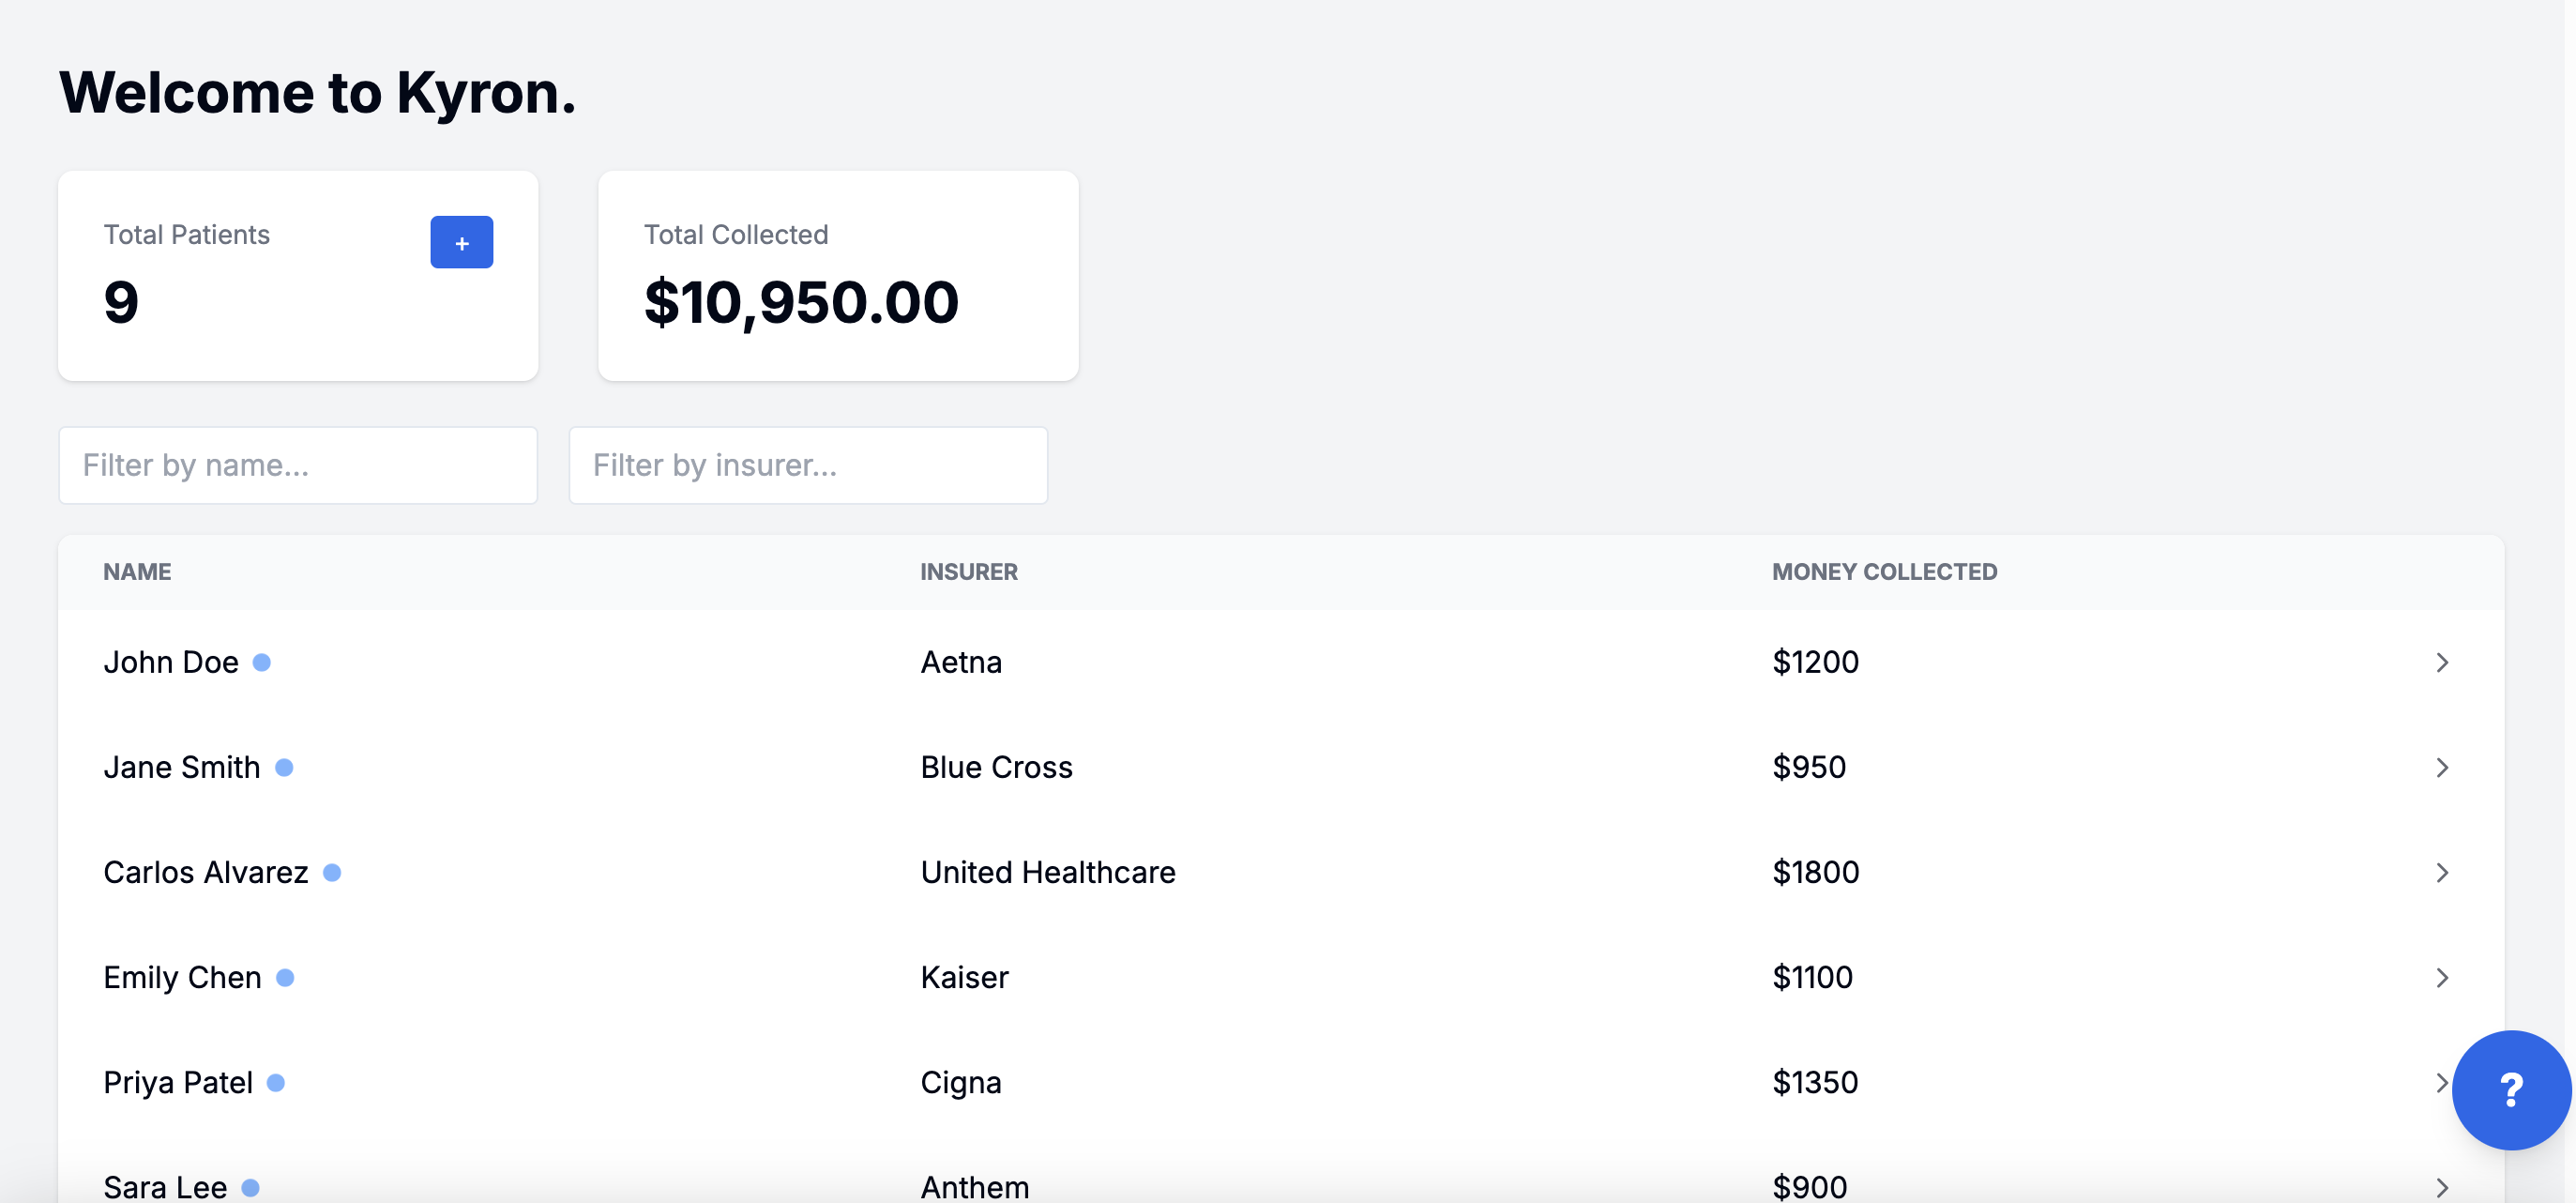 Welcome to Kyron.
Total Patients
+
9
Total Collected
$10,950.00
Filter by name...
Filter by insurer...
NAME INSURER MONEY COLLECTED
John Doe Aetna $1200
Jane Smith Blue Cross $950
Carlos Alvarez United Healthcare $1800
Emily Chen Kaiser $1100
Priya Patel Cigna $1350
?
Sara Lee Anthem $900